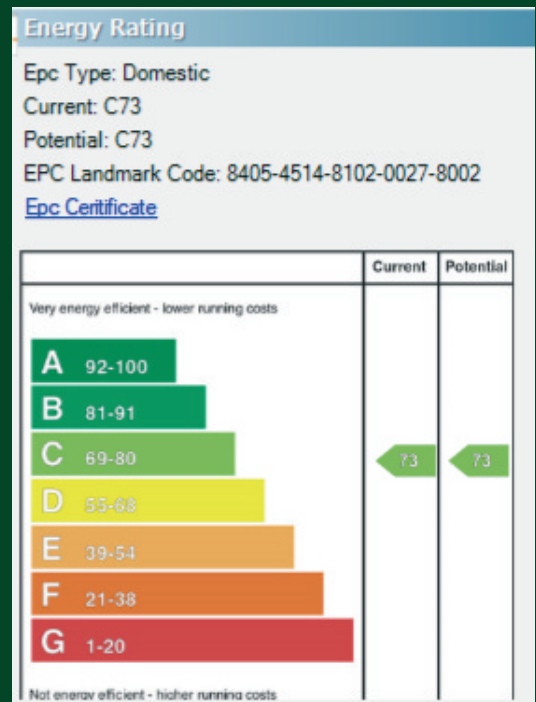 Energy Rating
Epc Type: Domestic
Current: C73
Potential: C73
EPC Landmark Code: 8405-4514-8102-0027-8002
Epc Ceritificate
Current Potential
Very energy efficient - lower running costs
A 92-100
B 81-91
C 69-80 73 73
D 55-68
E 39-54
F 21-38
G 1-20
Not energy efficient - higher running costs